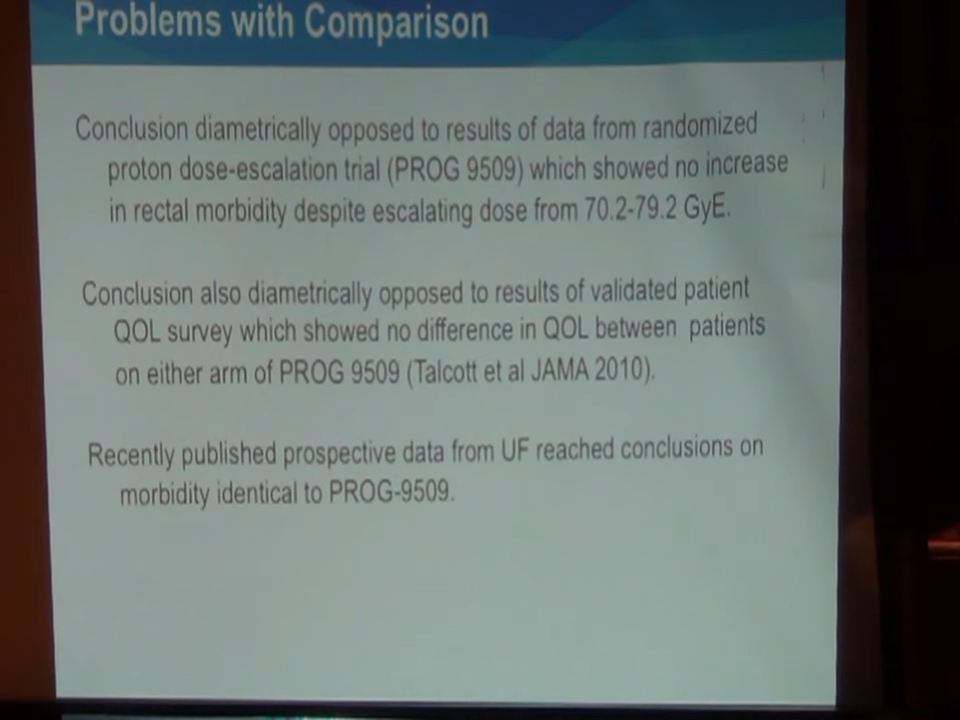 Problems with Comparison
Conclusion diametrically opposed to results of data from randomized
proton dose-escalation trial (PROG 9509) which showed no increase
in rectal morbidity despite escalating dose from 70.2-79.2 GyE.
Conclusion also diametrically opposed to results of validated patient
QOL survey which showed no difference in QOL between patients
on either arm of PROG 9509 (Talcott et al JAMA 2010).
Recently published prospective data from UF reached conclusions on
morbidity identical to PROG-9509.